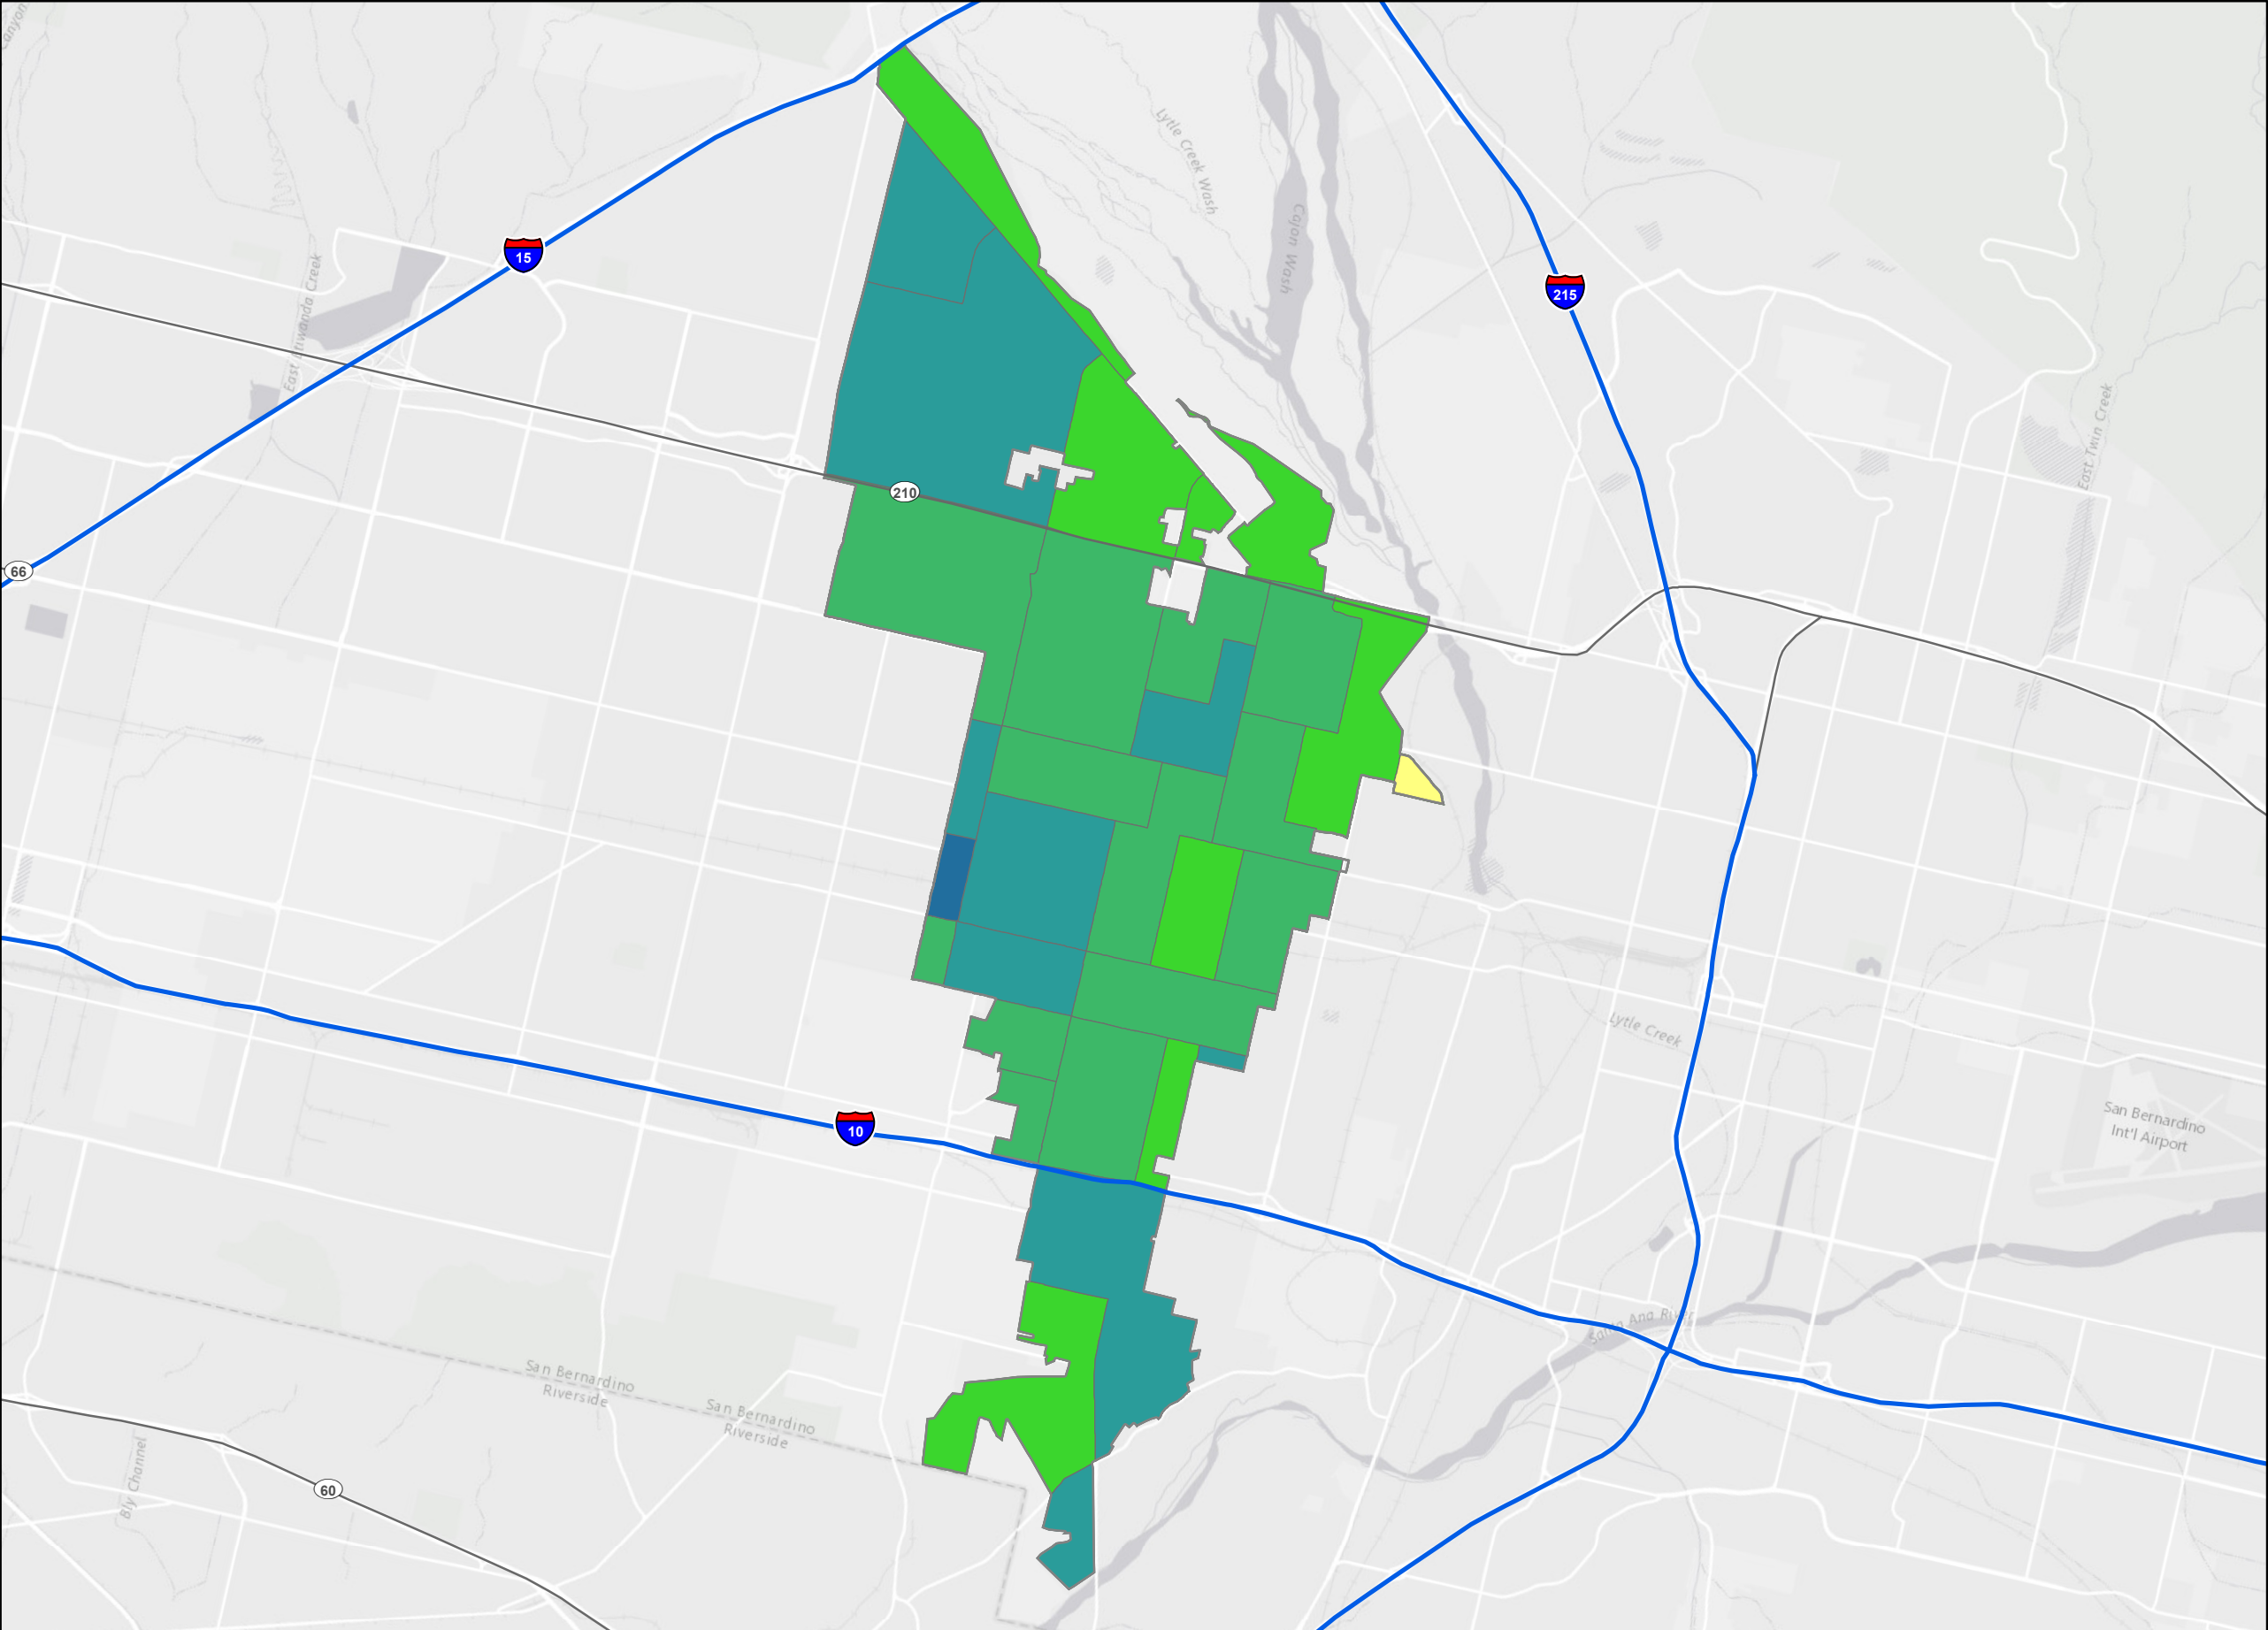 Canyon
Lytle Creek Wash
Cajon Wash
15
215
East Etiwanda Creek
East Twin Creek
210
66
Lytle Creek
San Bernardino
Int'l Airport
10
Santa Ana River
San Bernardino
Riverside
San Bernardino
Riverside
Bly Channel
60